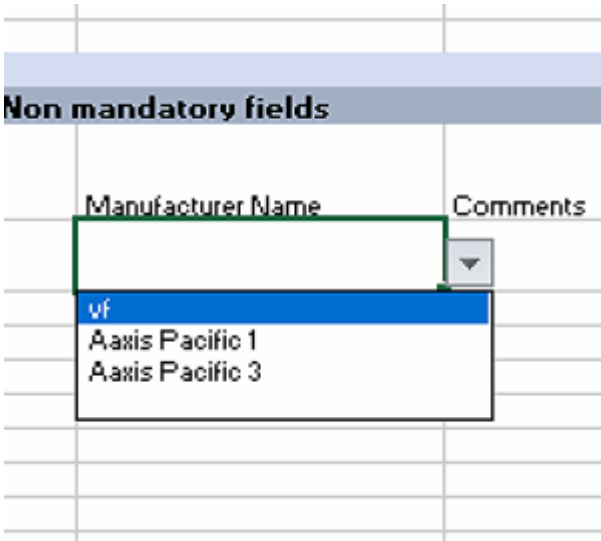 Non mandatory fields
Manufacturer Name Comments
vf
Aaxis Pacific 1
Aaxis Pacific 3